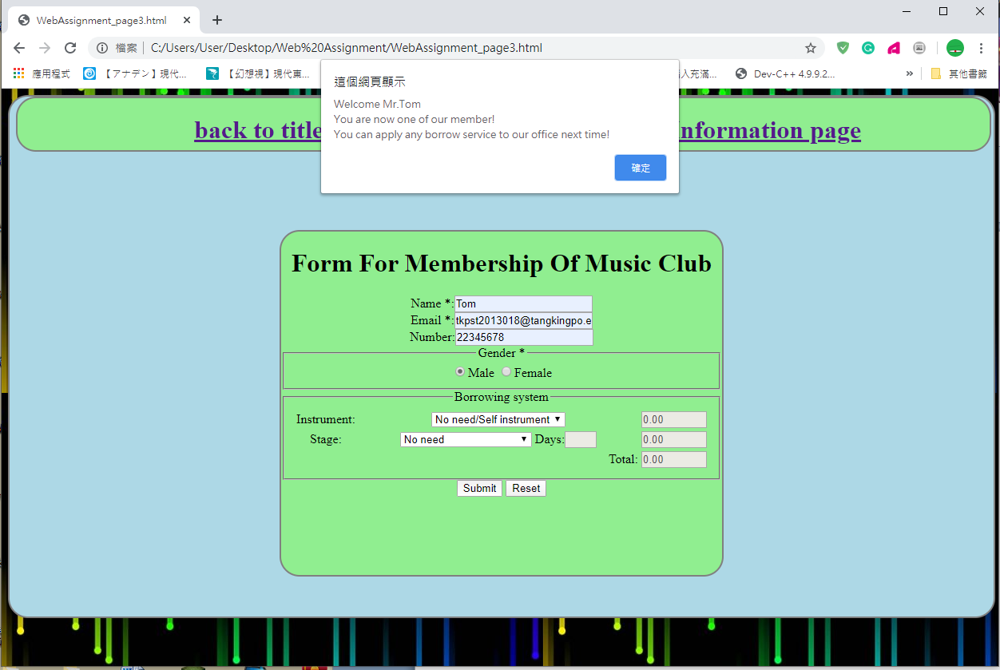 WebAssignment_page3.html
檔案 C:/Users/User/Desktop/Web%20Assignment/WebAssignment_page3.html
應用程式 【アナデン】現代... 【幻想視】現代東... 插入充滿... Dev-C++ 4.9.9.2... » 其他書籤
這個網頁顯示
Welcome Mr.Tom
You are now one of our member!
You can apply any borrow service to our office next time!
確定
back to title nformation page
Form For Membership Of Music Club
Name *: Tom
Email *: tkpst2013018@tangkingpo.e
Number: 22345678
Gender *
Male Female
Borrowing system
Instrument: No need/Self instrument 0.00
Stage: No need Days: 0.00
Total: 0.00
Submit Reset